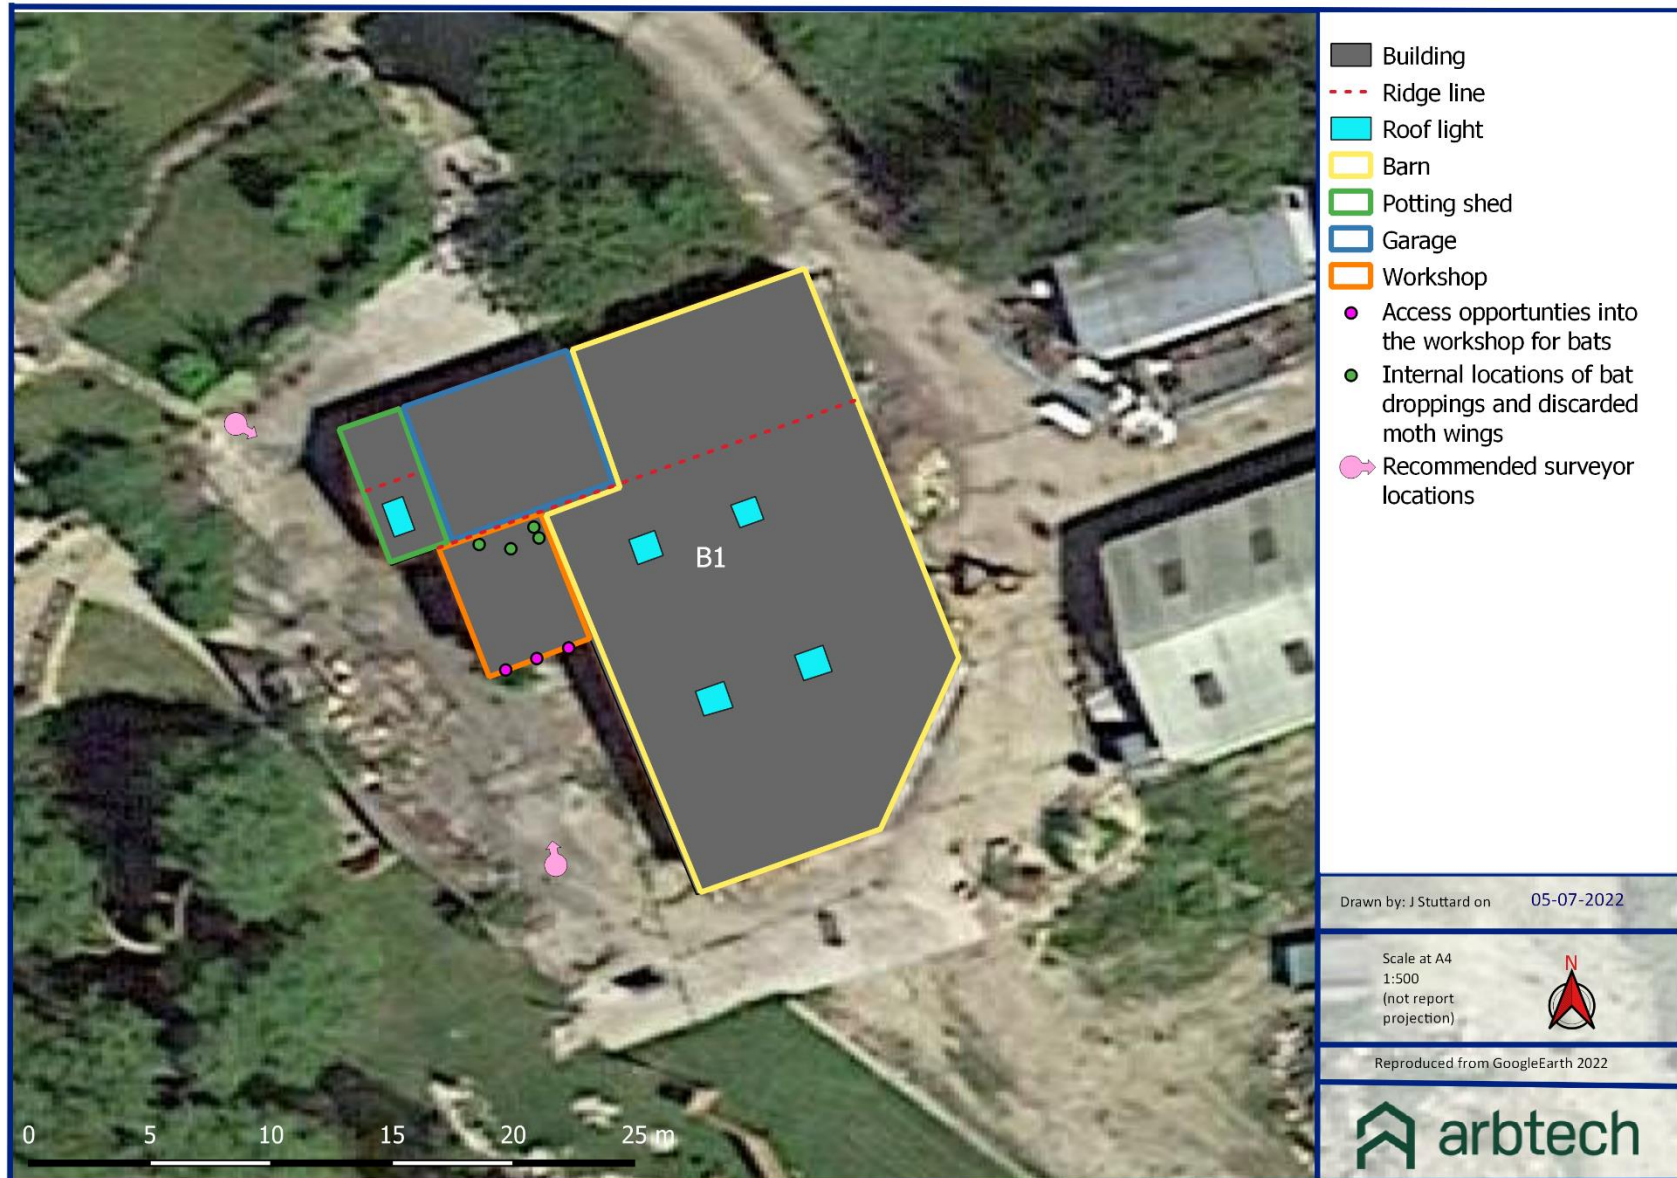 Building
Ridge line
Roof light
Barn
Potting shed
Garage
Workshop
Access opportunties into
the workshop for bats
Internal locations of bat
droppings and discarded
moth wings
Recommended surveyor
locations
B1
Drawn by: J Stuttard on 05-07-2022
Scale at A4
1:500
(not report
projection)
N
Reproduced from GoogleEarth 2022
arbtech
0 5 10 15 20 25 m